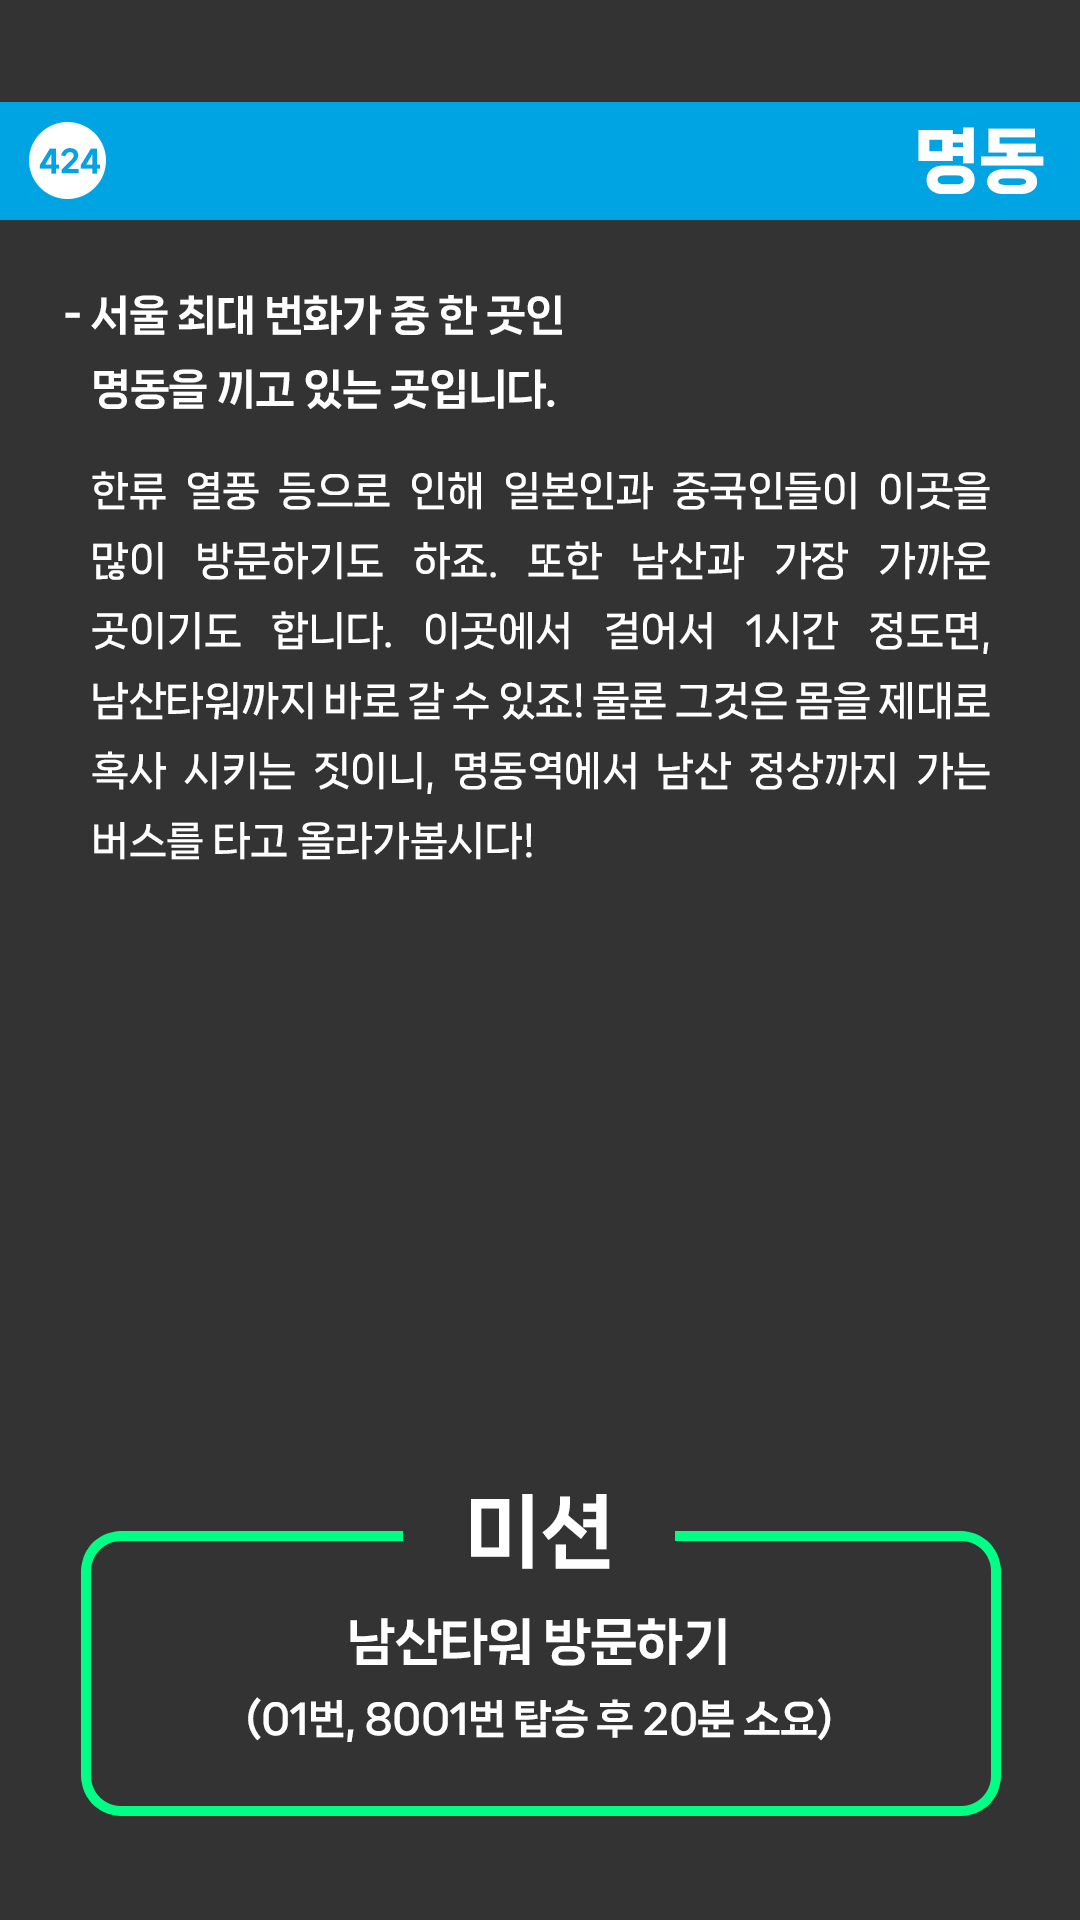 424
명동
- 서울 최대 번화가 중 한 곳인
명동을 끼고 있는 곳입니다.
한류 열풍 등으로 인해 일본인과 중국인들이 이곳을
많이 방문하기도 하죠. 또한 남산과 가장 가까운
곳이기도 합니다. 이곳에서 걸어서 1시간 정도면,
남산타워까지 바로 갈 수 있죠! 물론 그것은 몸을 제대로
혹사 시키는 짓이니, 명동역에서 남산 정상까지 가는
버스를 타고 올라가봅시다!
미션
남산타워 방문하기
(01번, 8001번 탑승 후 20분 소요)